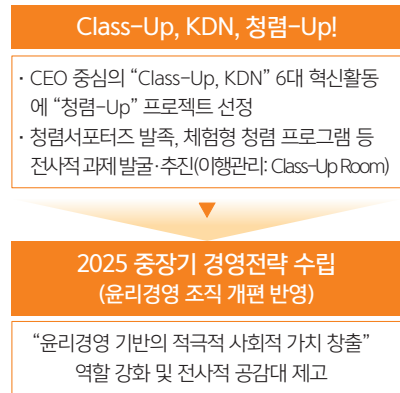 Class-Up, KDN, 청렴-Up!
· CEO 중심의 “Class-Up, KDN” 6대 혁신활동
에 “청렴-Up” 프로젝트 선정
· 청렴서포터즈 발족, 체험형 청렴 프로그램 등
전사적 과제 발굴·추진(이행관리: Class-Up Room)
2025 중장기 경영전략 수립
(윤리경영 조직 개편 반영)
“윤리경영 기반의 적극적 사회적 가치 창출”
역할 강화 및 전사적 공감대 제고